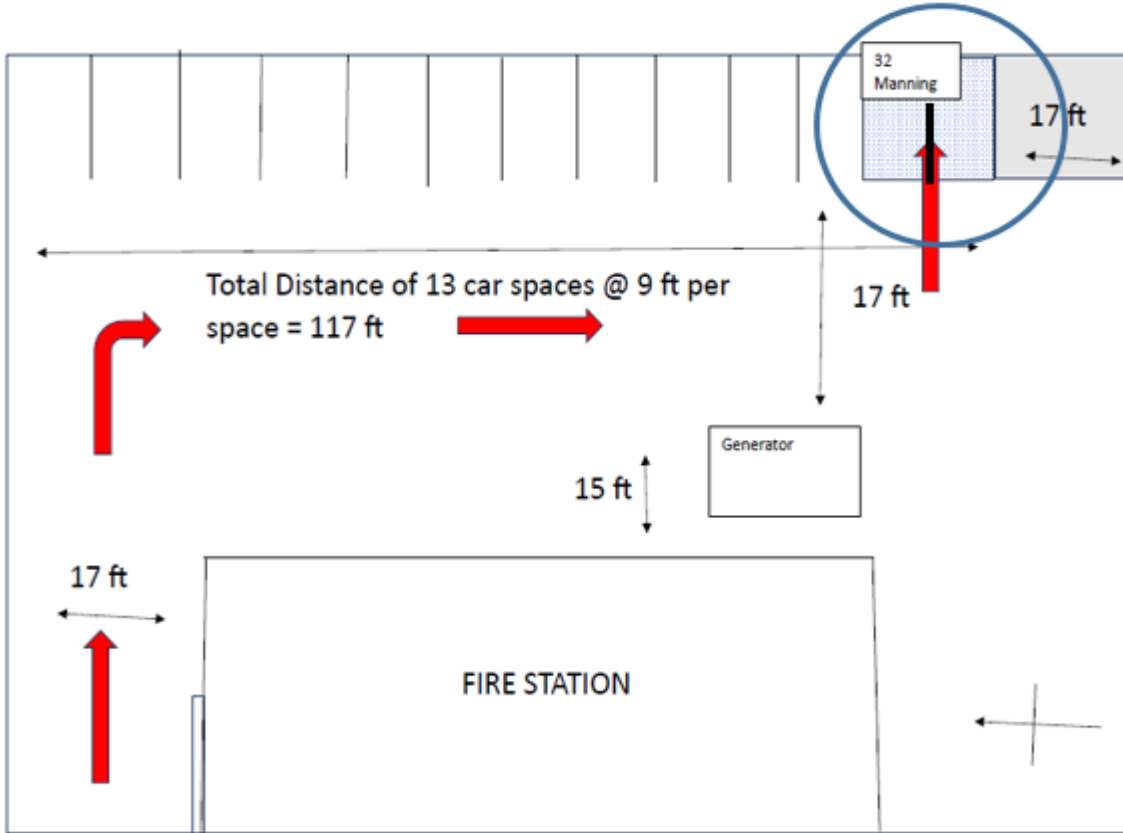 32
Manning
17 ft
Total Distance of 13 car spaces @ 9 ft per
space = 117 ft
17 ft
Generator
15 ft
17 ft
FIRE STATION